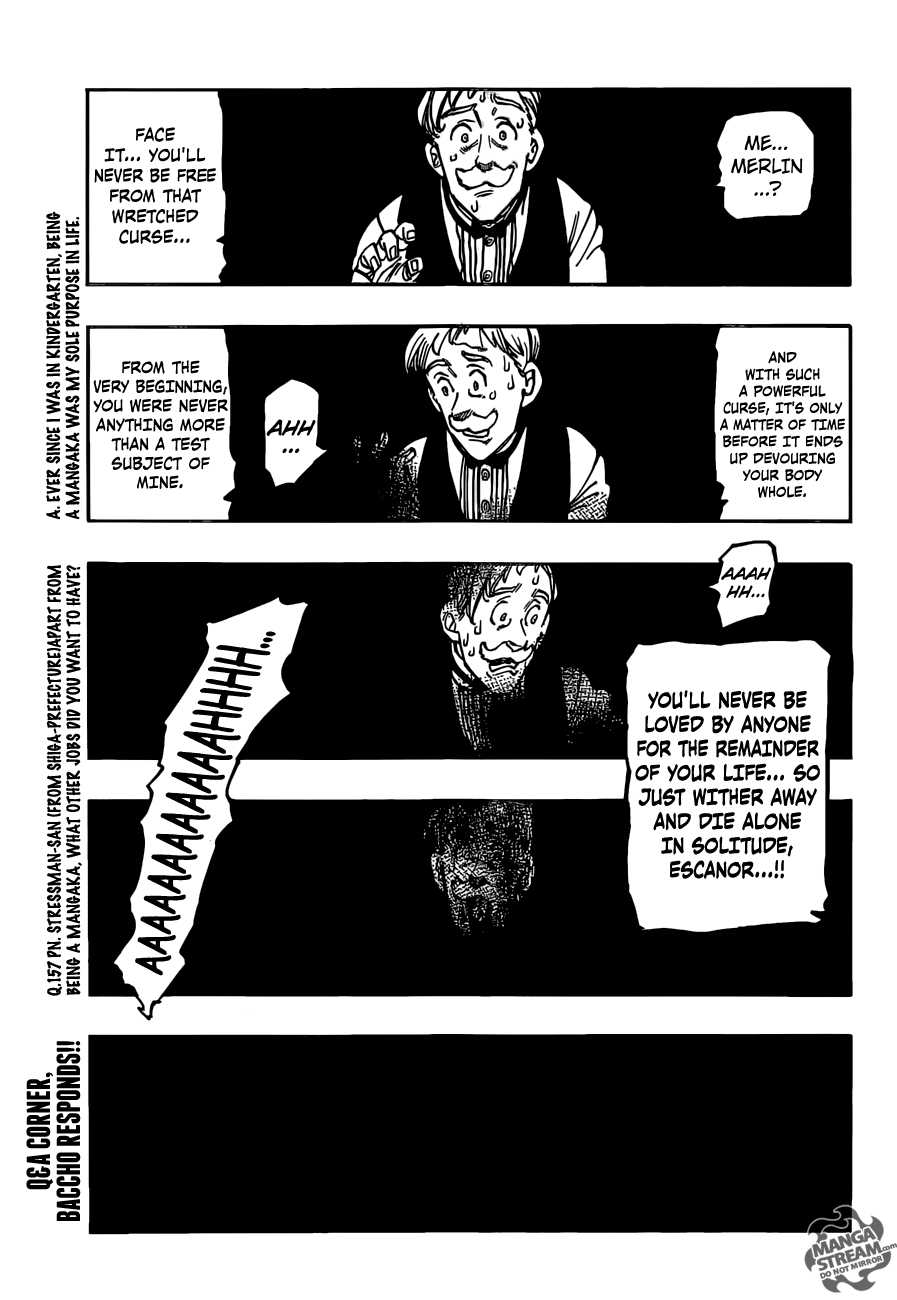 ME...
MERLIN
...?
FACE
IT... YOU'LL
NEVER BE FREE
FROM THAT
WRETCHED
CURSE...
AND
WITH SUCH
A POWERFUL
CURSE, IT'S ONLY
A MATTER OF TIME
BEFORE IT ENDS
UP DEVOURING
YOUR BODY
WHOLE.
AHH
...
FROM THE
VERY BEGINNING,
YOU WERE NEVER
ANYTHING MORE
THAN A TEST
SUBJECT OF
MINE.
AAAH
HH...
YOU'LL NEVER BE
LOVED BY ANYONE
FOR THE REMAINDER
OF YOUR LIFE... SO
JUST WITHER AWAY
AND DIE ALONE
IN SOLITUDE,
ESCANOR...!!
AAAAAAAAAAAHHHH...
Q&A CORNER,
BACCHO RESPONDS!!
Q.157 PN. STRESSMAN-SAN (FROM SHIGA-PREFECTURE)APART FROM
BEING A MANGAKA, WHAT OTHER JOBS DID YOU WANT TO HAVE?
A. EVER SINCE I WAS IN KINDERGARTEN, BEING
A MANGAKA WAS MY SOLE PURPOSE IN LIFE.
MANGA
STREAM.com
DO NOT MIRROR